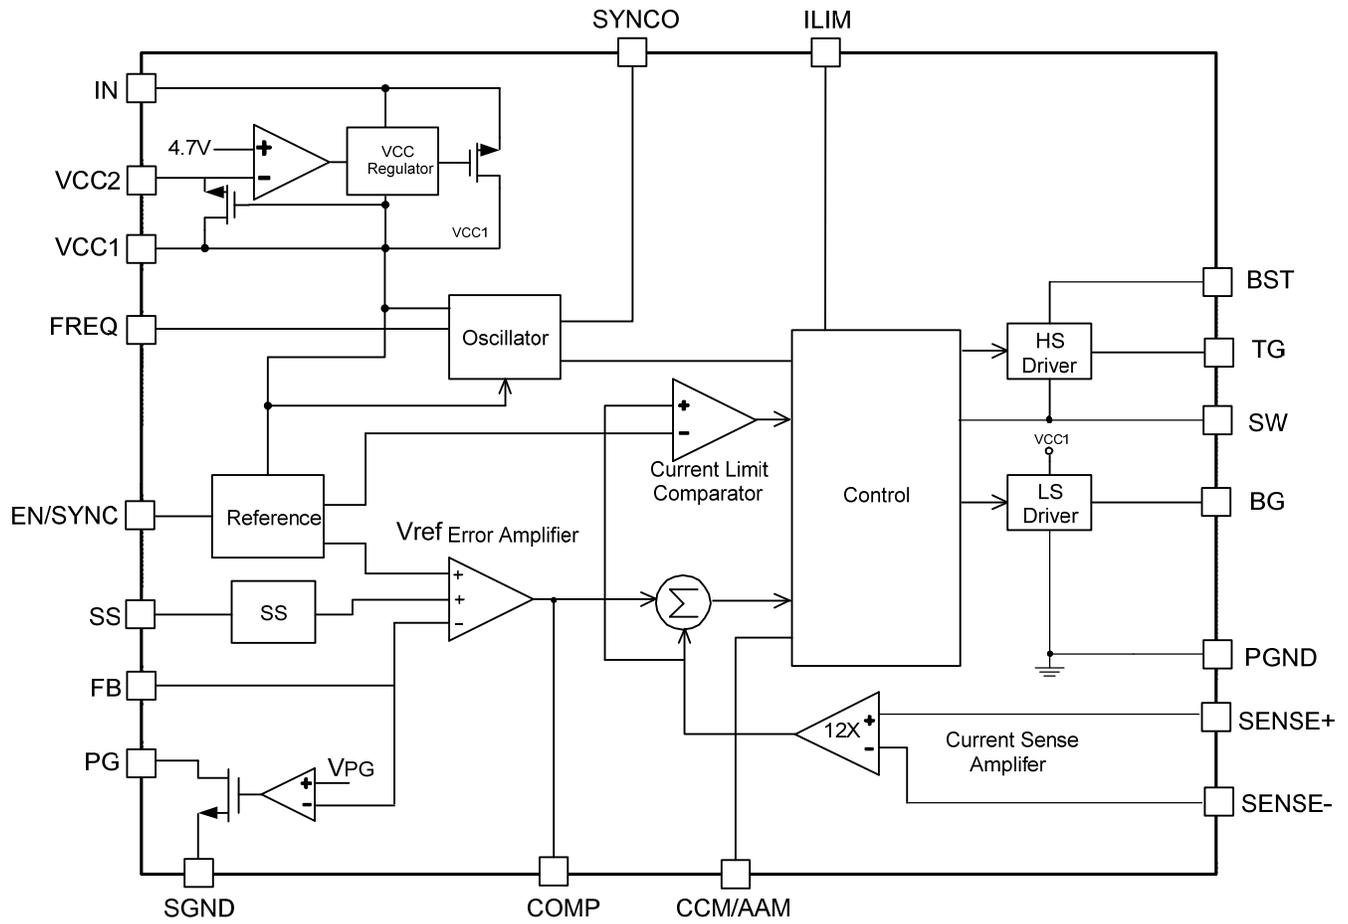 SYNCO
ILIM
IN
4.7V
+
-
VCC
Regulator
VCC2
VCC1
VCC1
BST
FREQ
Oscillator
HS
Driver
TG
+
-
SW
VCC1
Current Limit
Comparator
Control
LS
Driver
BG
EN/SYNC
Reference
Vref Error Amplifier
+
+
-
SS
SS
Σ
FB
PGND
PG
VPG
+
-
12X
+
-
Current Sense
Amplifer
SENSE+
SENSE-
SGND
COMP
CCM/AAM